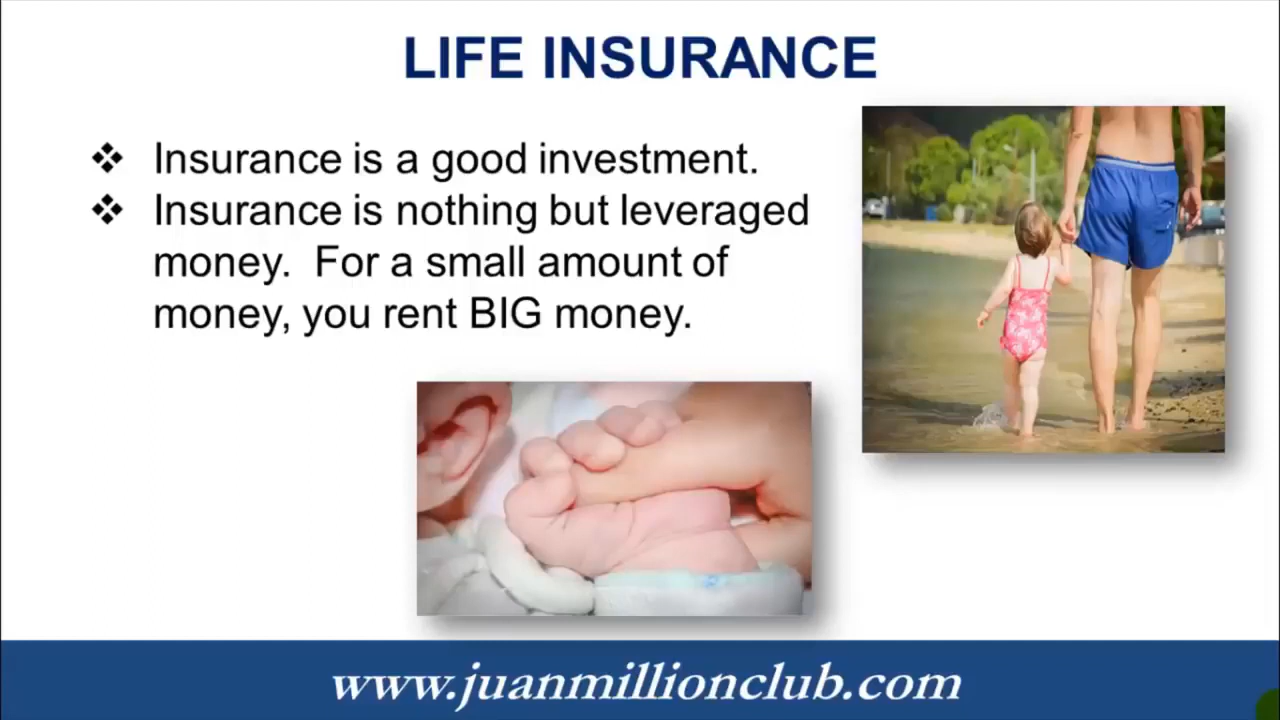 LIFE INSURANCE
❖ Insurance is a good investment.
❖ Insurance is nothing but leveraged
money.  For a small amount of
money, you rent BIG money.
www.juanmillionclub.com